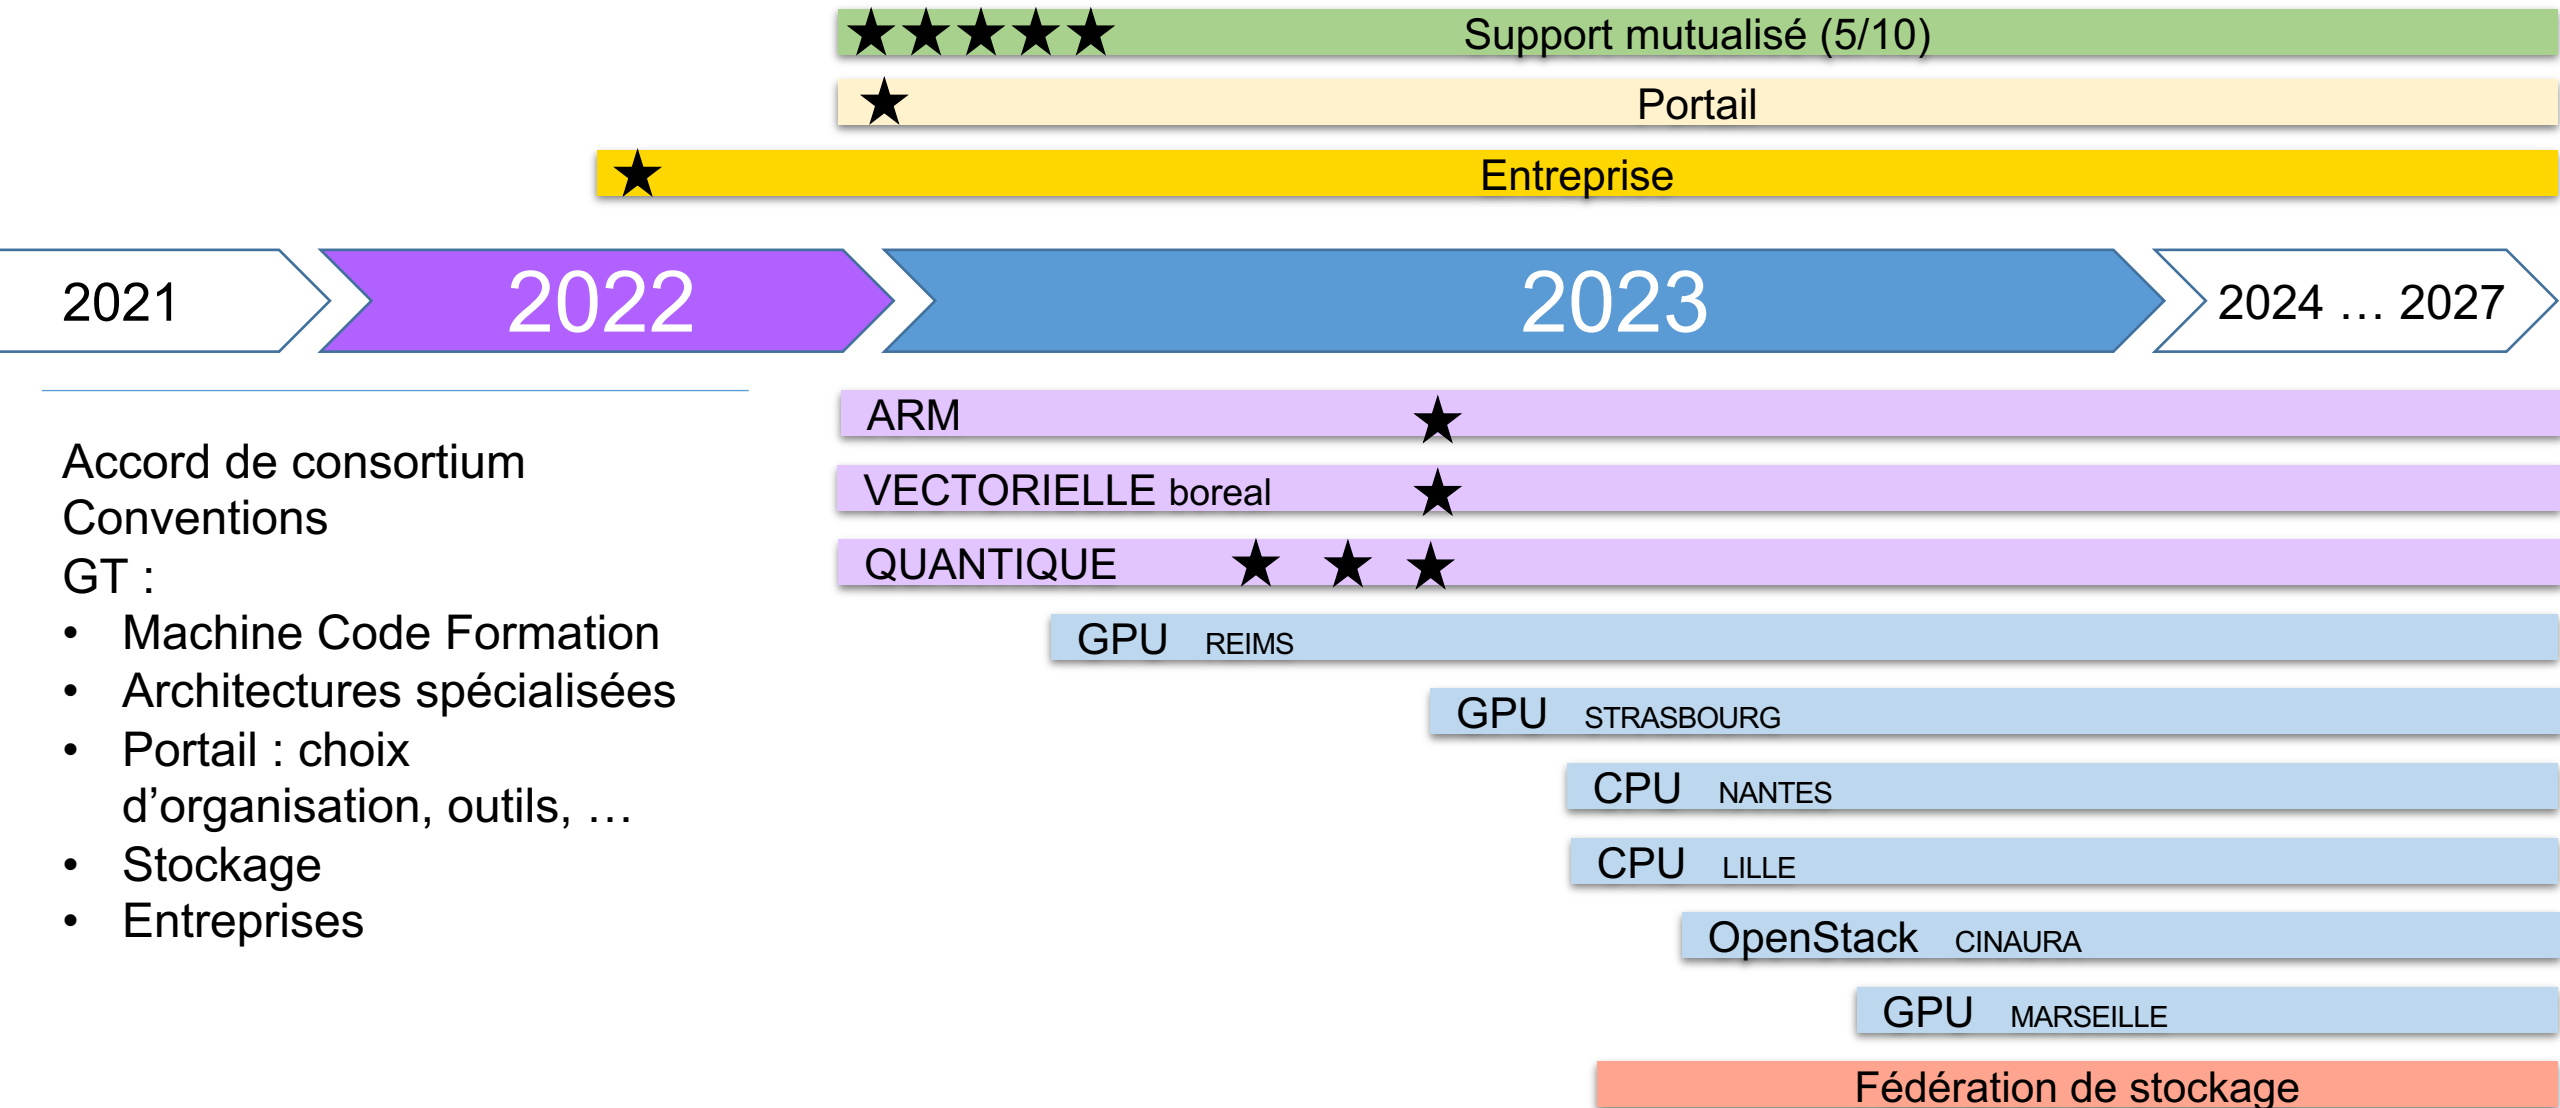 Support mutualisé (5/10)
Portail
Entreprise
2021
2022
2023
2024 … 2027
Accord de consortium
Conventions
GT :
• Machine Code Formation
• Architectures spécialisées
• Portail : choix
d’organisation, outils, …
• Stockage
• Entreprises
ARM
VECTORIELLE boreal
QUANTIQUE
GPU REIMS
GPU STRASBOURG
CPU NANTES
CPU LILLE
OpenStack CINAURA
GPU MARSEILLE
Fédération de stockage